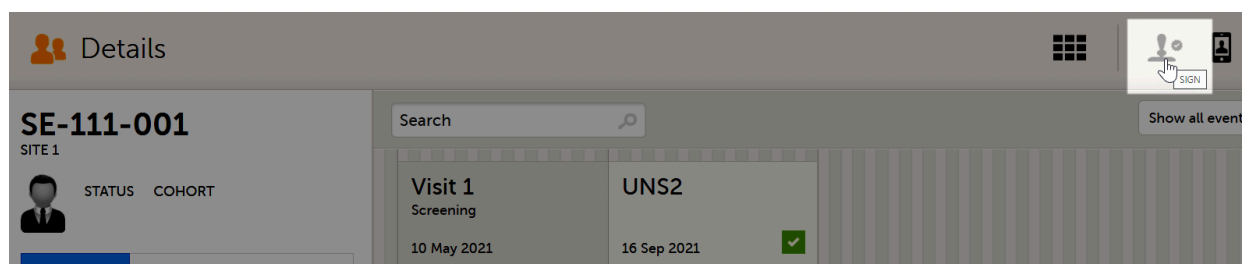 Details
SIGN
SE-111-001
SITE 1
STATUS COHORT
Search
Show all event
Visit 1
Screening
10 May 2021
UNS2
16 Sep 2021